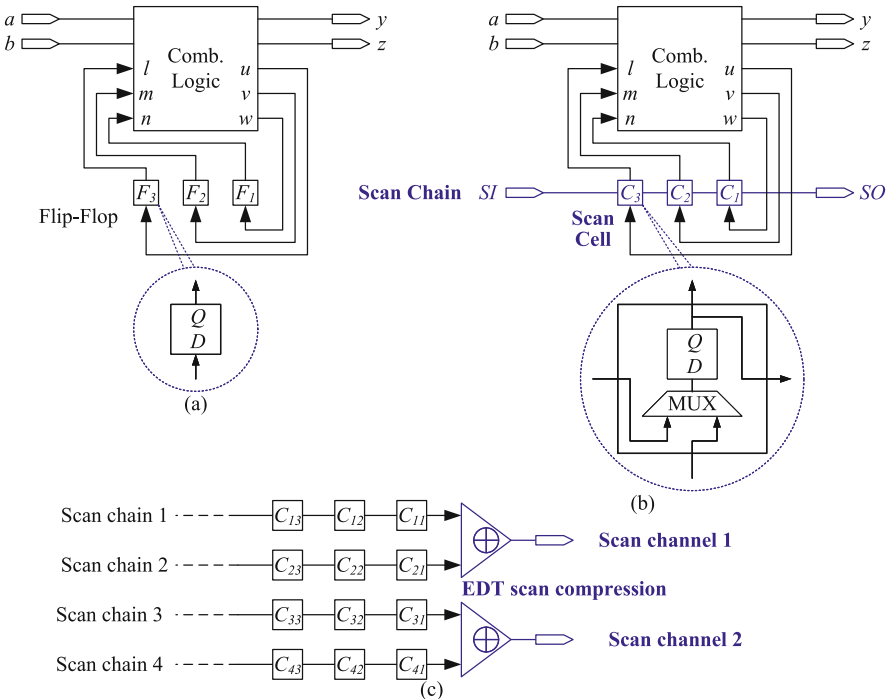 a
b
Comb.
Logic
l
m
n
u
v
w
y
z
F3
F2
F1
Flip-Flop
Q
D
(a)
a
b
Comb.
Logic
l
m
n
u
v
w
y
z
Scan Chain
SI
C3
C2
C1
SO
Scan
Cell
Q
D
MUX
(b)
Scan chain 1
C13
C12
C11
Scan channel 1
Scan chain 2
C23
C22
C21
EDT scan compression
Scan chain 3
C33
C32
C31
Scan channel 2
Scan chain 4
C43
C42
C41
(c)